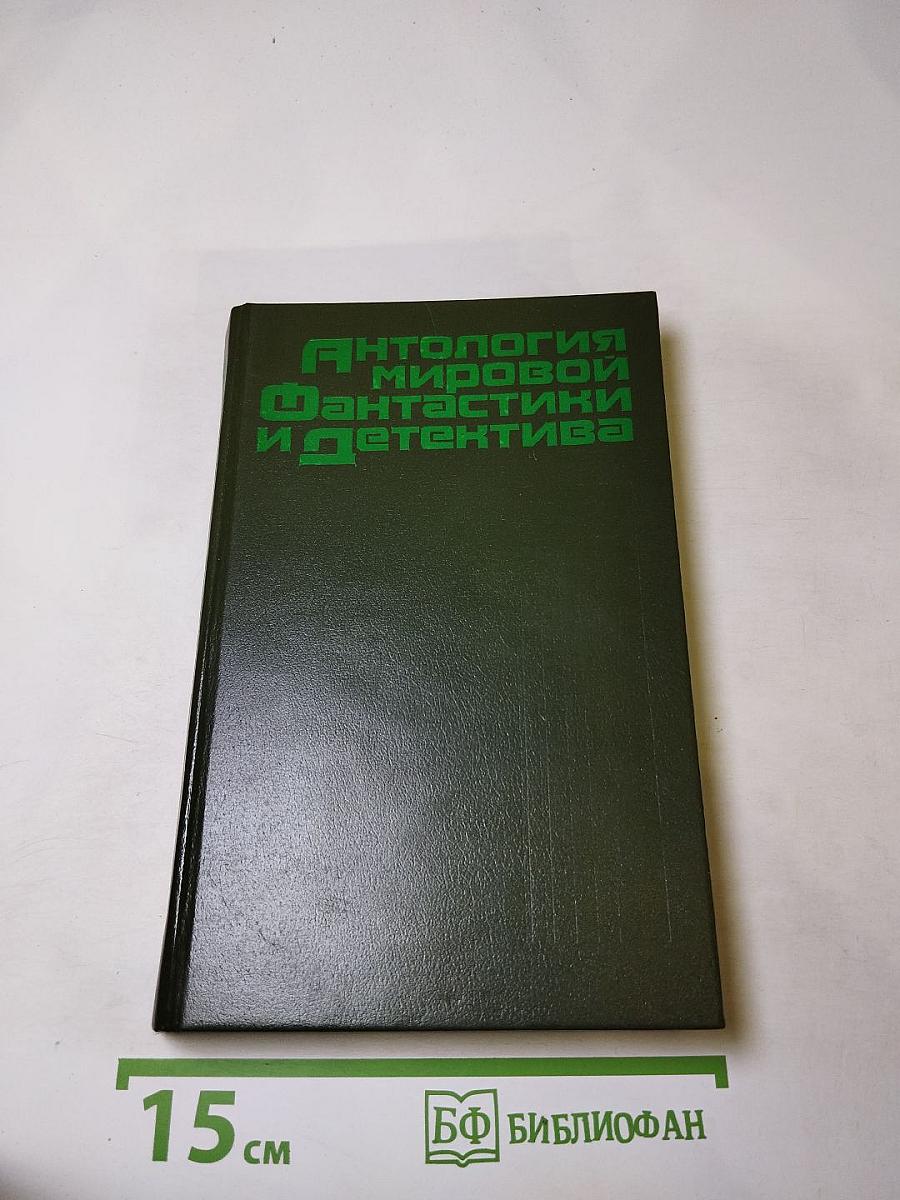 Антология
мировой
Фантастики
и Детектива
15 см
БФ БИБЛИОФАН